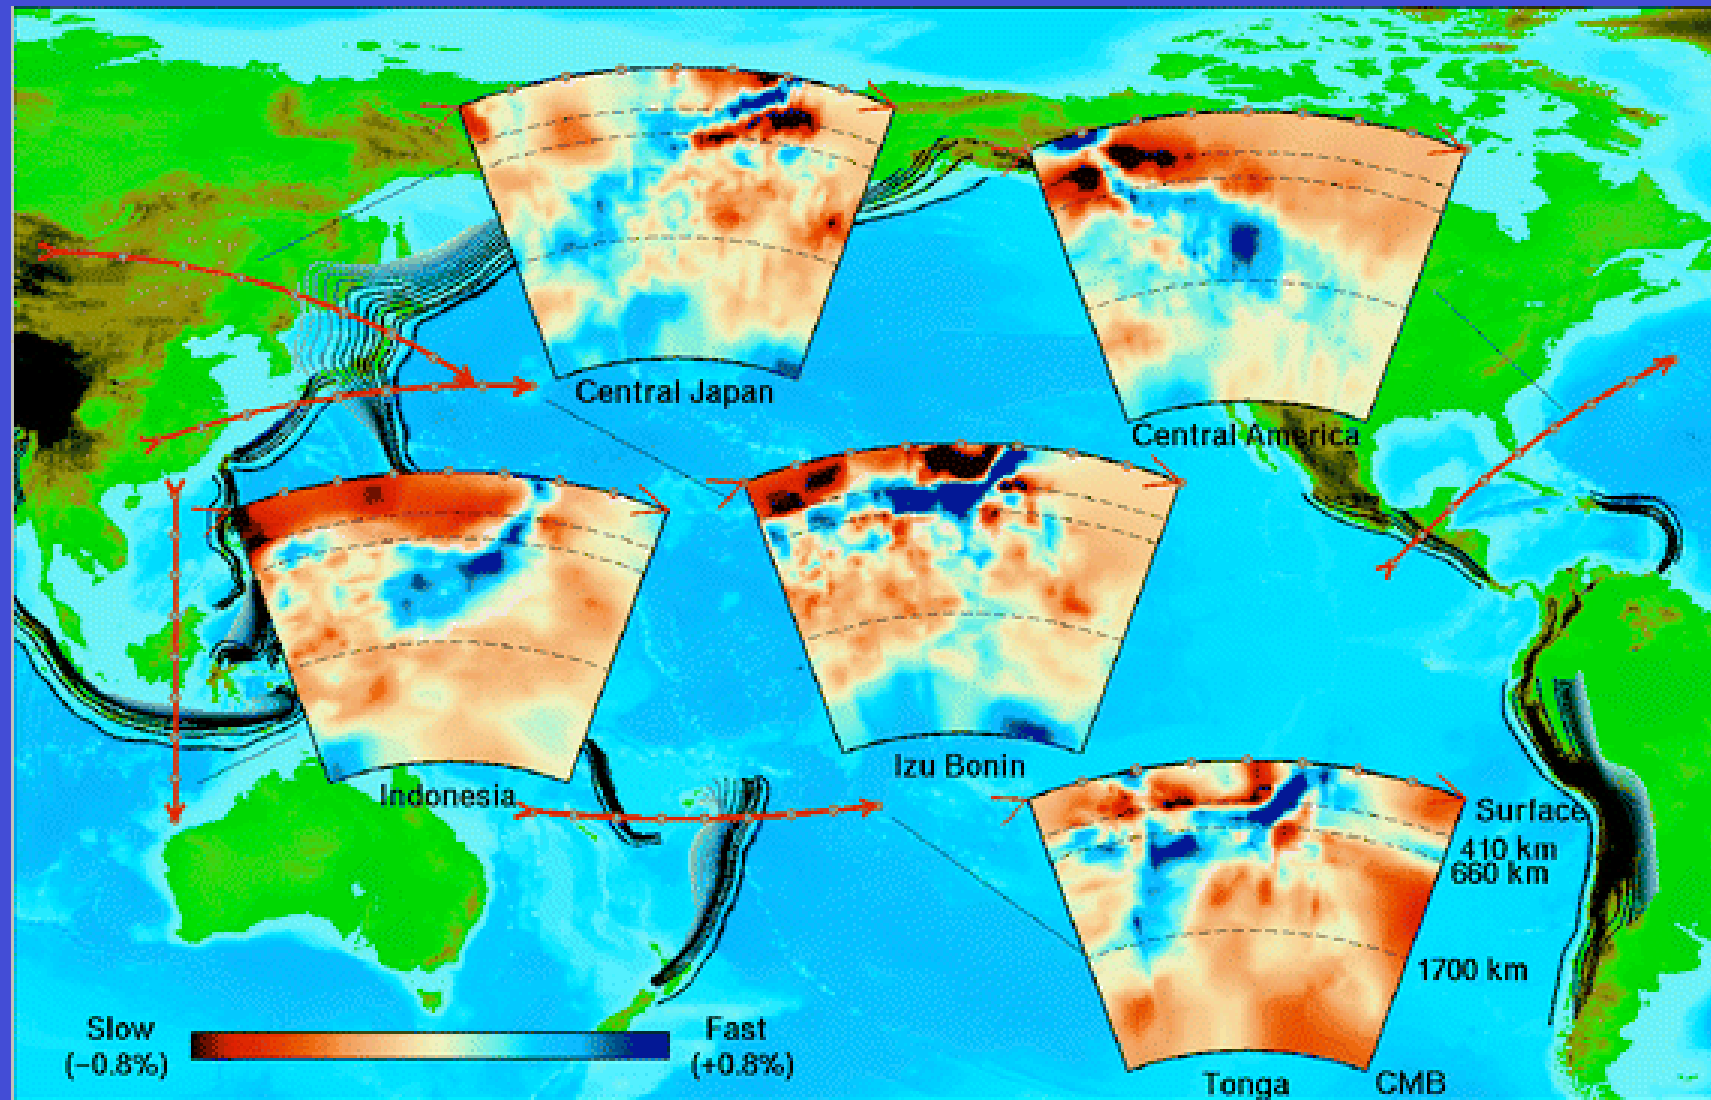 Central Japan
Central America
Indonesia
Izu Bonin
Surface
410 km
660 km
1700 km
Tonga
CMB
Slow
(−0.8%)
Fast
(+0.8%)